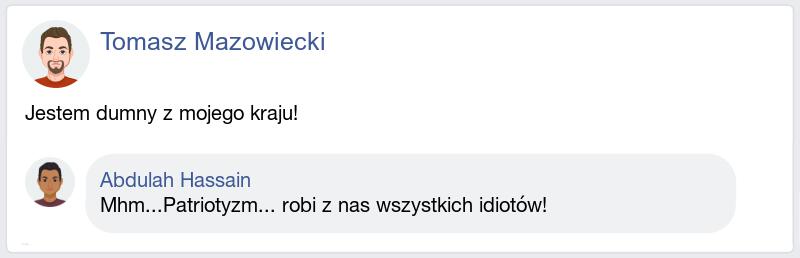 Tomasz Mazowiecki
Jestem dumny z mojego kraju!
Abdulah Hassain
Mhm...Patriotyzm... robi z nas wszystkich idiotów!